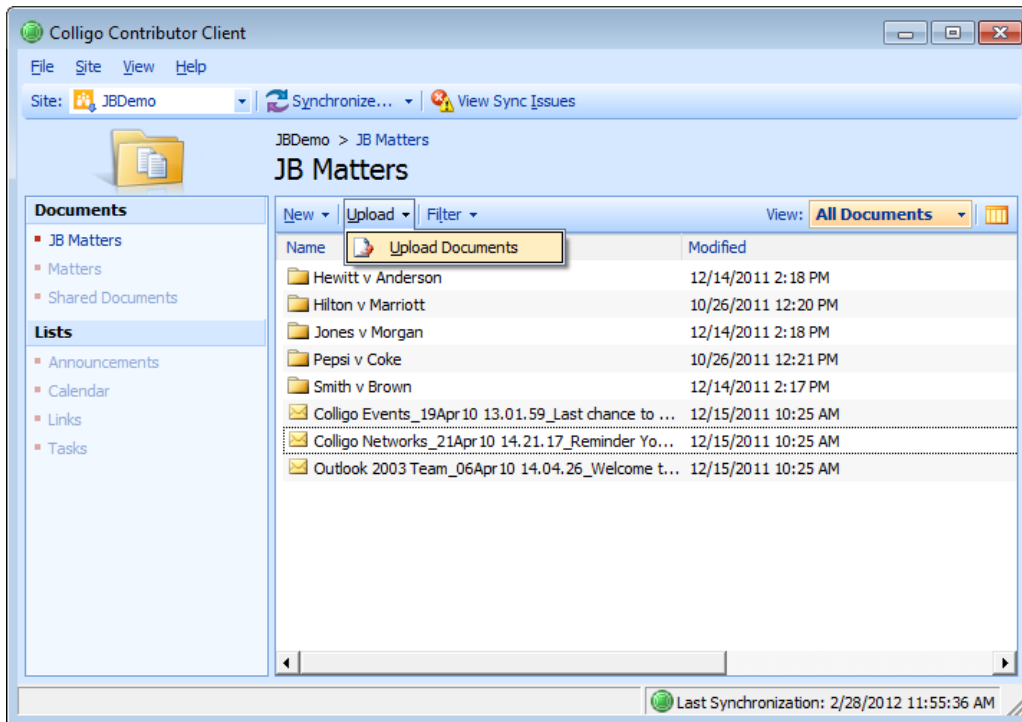 Colligo Contributor Client
File Site View Help
Site: JBDemo Synchronize... View Sync Issues
JBDemo > JB Matters
JB Matters
Documents
JB Matters
Matters
Shared Documents
Lists
Announcements
Calendar
Links
Tasks
New Upload Filter View: All Documents
Upload Documents
Name Modified
Hewitt v Anderson 12/14/2011 2:18 PM
Hilton v Marriott 10/26/2011 12:20 PM
Jones v Morgan 12/14/2011 2:18 PM
Pepsi v Coke 10/26/2011 12:21 PM
Smith v Brown 12/14/2011 2:17 PM
Colligo Events_19Apr10 13.01.59_Last chance to ... 12/15/2011 10:25 AM
Colligo Networks_21Apr10 14.21.17_Reminder Yo... 12/15/2011 10:25 AM
Outlook 2003 Team_06Apr10 14.04.26_Welcome t... 12/15/2011 10:25 AM
Last Synchronization: 2/28/2012 11:55:36 AM